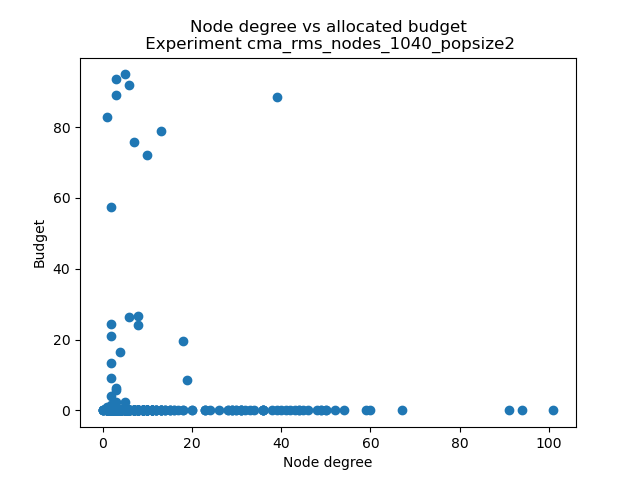 Node degree vs allocated budget
Experiment cma_rms_nodes_1040_popsize2
Budget
80
60
40
20
0
0 20 40 60 80 100
Node degree